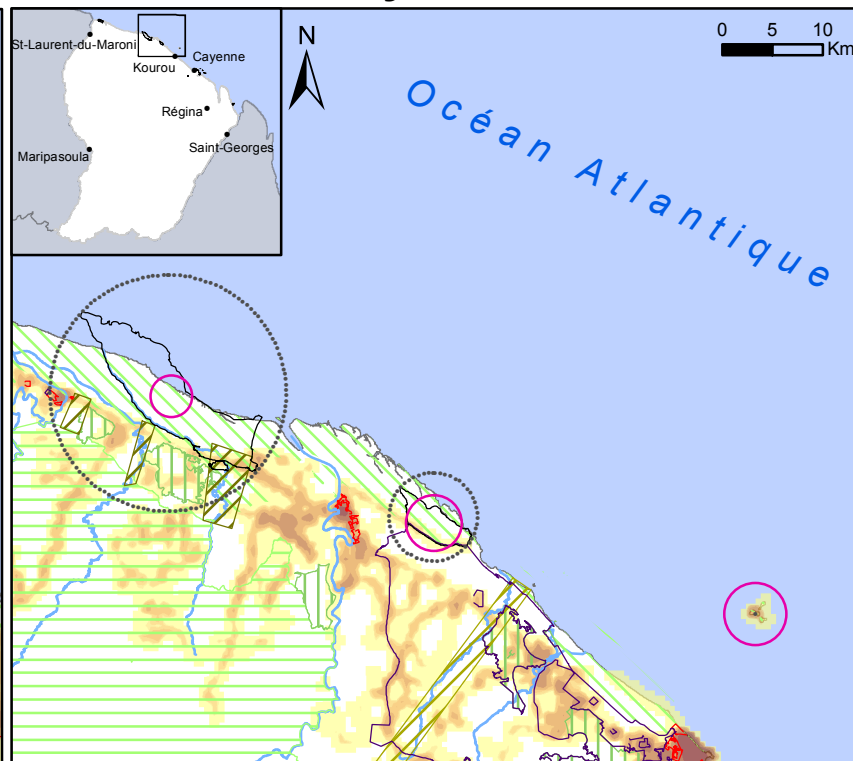 St-Laurent-du-Maroni
Cayenne
Kourou
Régina
Saint-Georges
Maripasoula
N
0 5 10
Km
Océan Atlantique